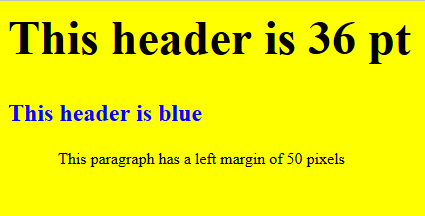 This header is 36 pt
This header is blue
This paragraph has a left margin of 50 pixels